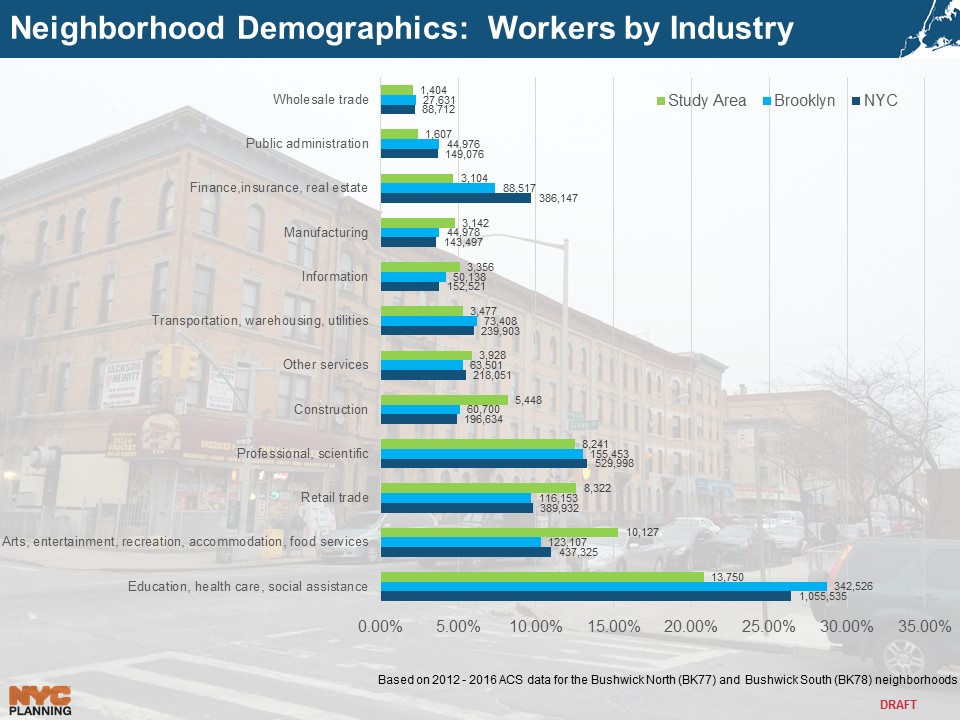 Neighborhood Demographics: Workers by Industry
Study Area Brooklyn NYC
Wholesale trade
1,404
27,631
88,712
Public administration
1,607
44,976
149,076
Finance,insurance, real estate
3,104
88,517
386,147
Manufacturing
3,142
44,978
143,497
Information
3,356
50,138
152,521
Transportation, warehousing, utilities
3,477
73,408
239,903
Other services
3,928
63,501
218,051
Construction
5,448
60,700
196,634
Professional, scientific
8,241
155,453
529,998
Retail trade
8,322
116,153
389,932
Arts, entertainment, recreation, accommodation, food services
10,127
123,107
437,325
Education, health care, social assistance
13,750
342,526
1,055,535
0.00% 5.00% 10.00% 15.00% 20.00% 25.00% 30.00% 35.00%
JACKSON
HEWITT
Based on 2012 - 2016 ACS data for the Bushwick North (BK77) and Bushwick South (BK78) neighborhoods
NYC
PLANNING
DRAFT